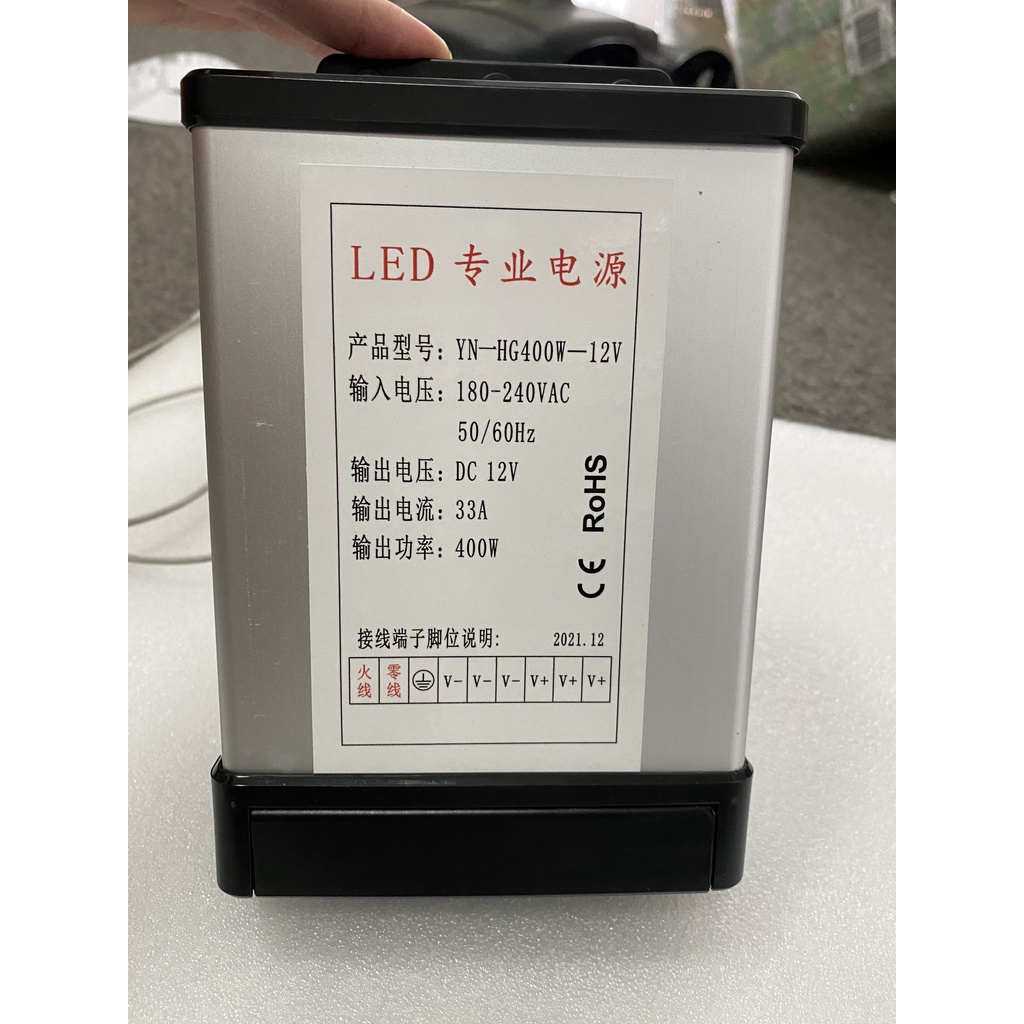 LED 专业电源
产品型号: YN—HG400W—12V
输入电压: 180-240VAC
50/60Hz
输出电压: DC 12V
输出电流: 33A
输出功率: 400W
CE RoHS
接线端子脚位说明: 2021.12
火线 零线 V- V- V- V+ V+ V+